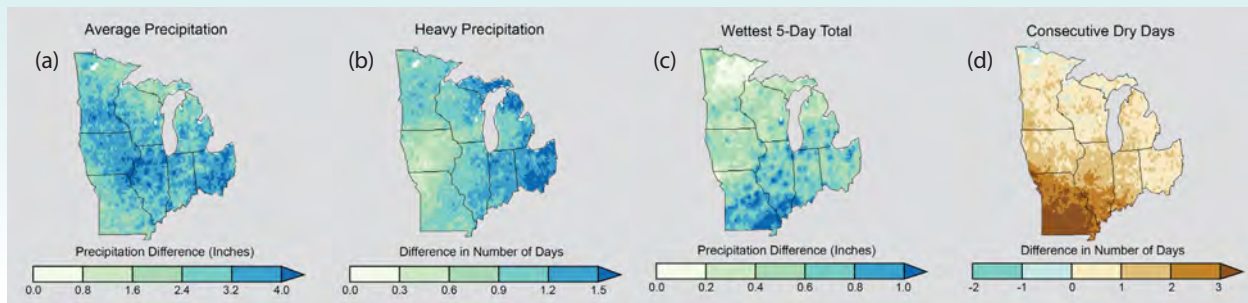 Average Precipitation
(a)
Precipitation Difference (Inches)
0.0 0.8 1.6 2.4 3.2 4.0
Heavy Precipitation
(b)
Difference in Number of Days
0.0 0.3 0.6 0.9 1.2 1.5
Wettest 5-Day Total
(c)
Precipitation Difference (Inches)
0.0 0.2 0.4 0.6 0.8 1.0
Consecutive Dry Days
(d)
Difference in Number of Days
-2 -1 0 1 2 3